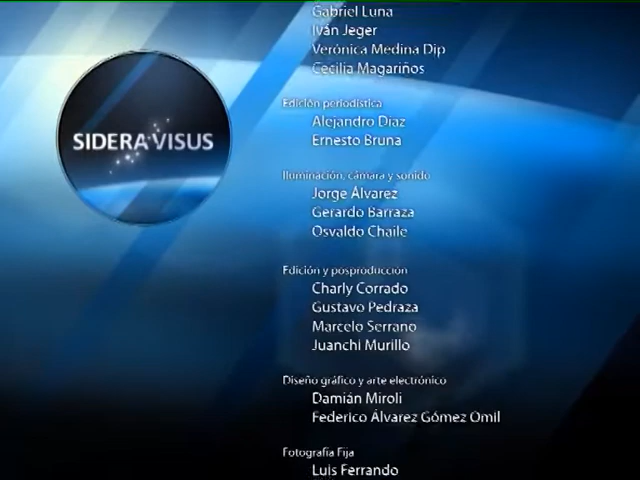 Gabriel Luna
Iván Jeger
Verónica Medina Dip
Cecilia Magariños
SIDERA VISUS
Edición periodística
Alejandro Díaz
Ernesto Bruna
Iluminación, cámara y sonido
Jorge Álvarez
Gerardo Barraza
Osvaldo Chaile
Edición y posproducción
Charly Corrado
Gustavo Pedraza
Marcelo Serrano
Juanchi Murillo
Diseño gráfico y arte electrónico
Damián Miroli
Federico Álvarez Gómez Omil
Fotografía Fija
Luis Ferrando